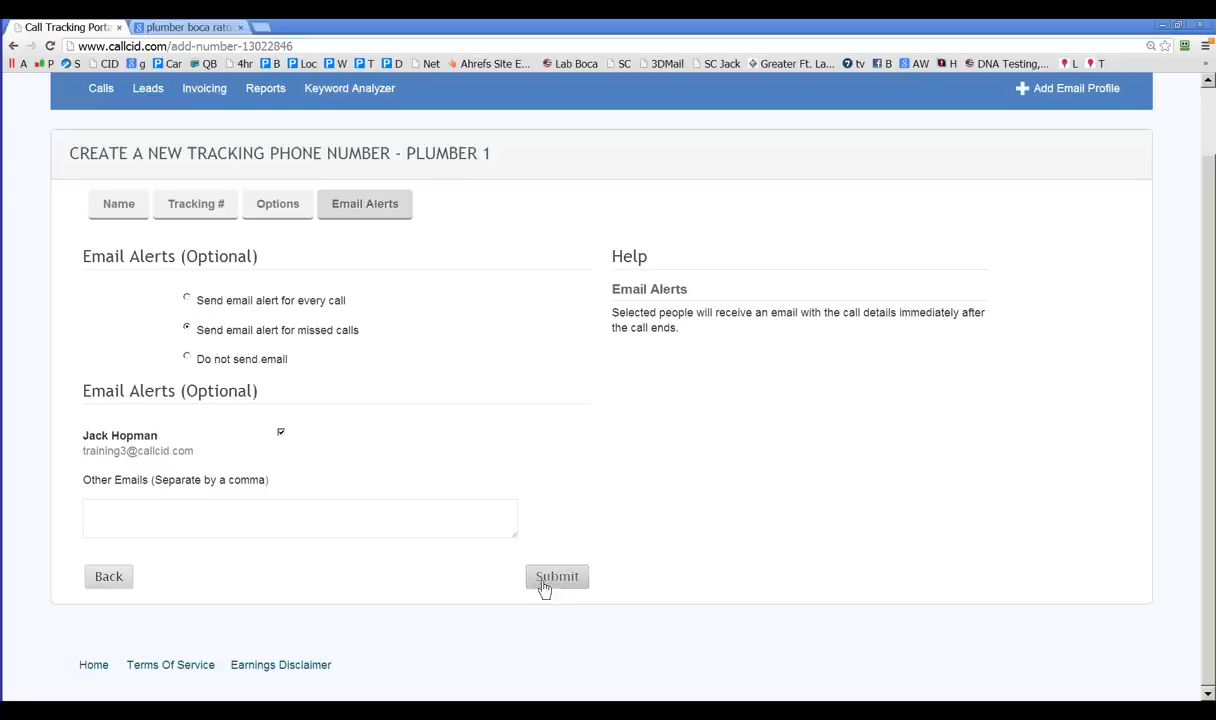 Call Tracking Porta × plumber boca rato ×
www.callcid.com/add-number-13022846
A P S CID g Car QB 4hr B Loc W T D Net Ahrefs Site E... Lab Boca SC 3DMail SC Jack Greater Ft. La... tv B AW H DNA Testing,... L T »
Calls Leads Invoicing Reports Keyword Analyzer Add Email Profile
CREATE A NEW TRACKING PHONE NUMBER - PLUMBER 1
Name Tracking # Options Email Alerts
Email Alerts (Optional)
Send email alert for every call
Send email alert for missed calls
Do not send email
Email Alerts (Optional)
Jack Hopman
training3@callcid.com
Other Emails (Separate by a comma)
Back Submit
Help
Email Alerts
Selected people will receive an email with the call details immediately after
the call ends.
Home Terms Of Service Earnings Disclaimer